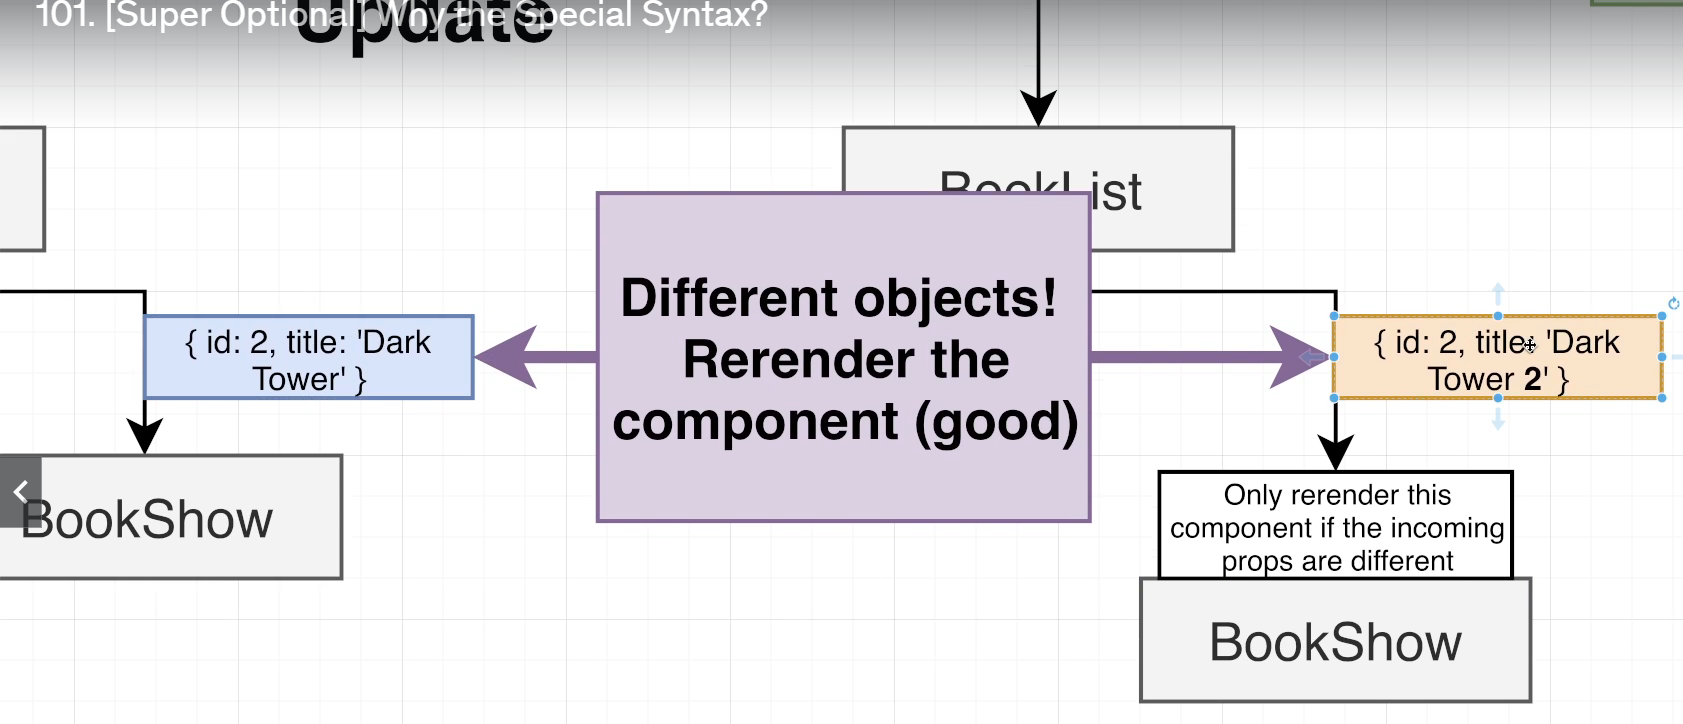 101. [Super Optional] Why the Special Syntax?
Update
BookList
Different objects!
Rerender the
component (good)
{ id: 2, title: 'Dark
Tower' }
{ id: 2, title: 'Dark
Tower 2' }
BookShow
Only rerender this
component if the incoming
props are different
BookShow